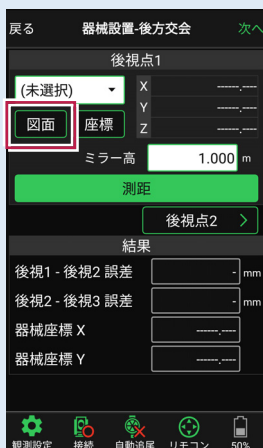 戻る 器械設置-後方交会 次へ
後視点1
(未選択) X ------.----
Y ------.----
図面 座標 Z ------.----
ミラー高 1.000 m
測距
後視点2 >
結果
後視1 - 後視2 誤差 - mm
後視2 - 後視3 誤差 - mm
器械座標 X ------.----
器械座標 Y ------.----
観測設定 接続 自動追尾 リモコン 50%